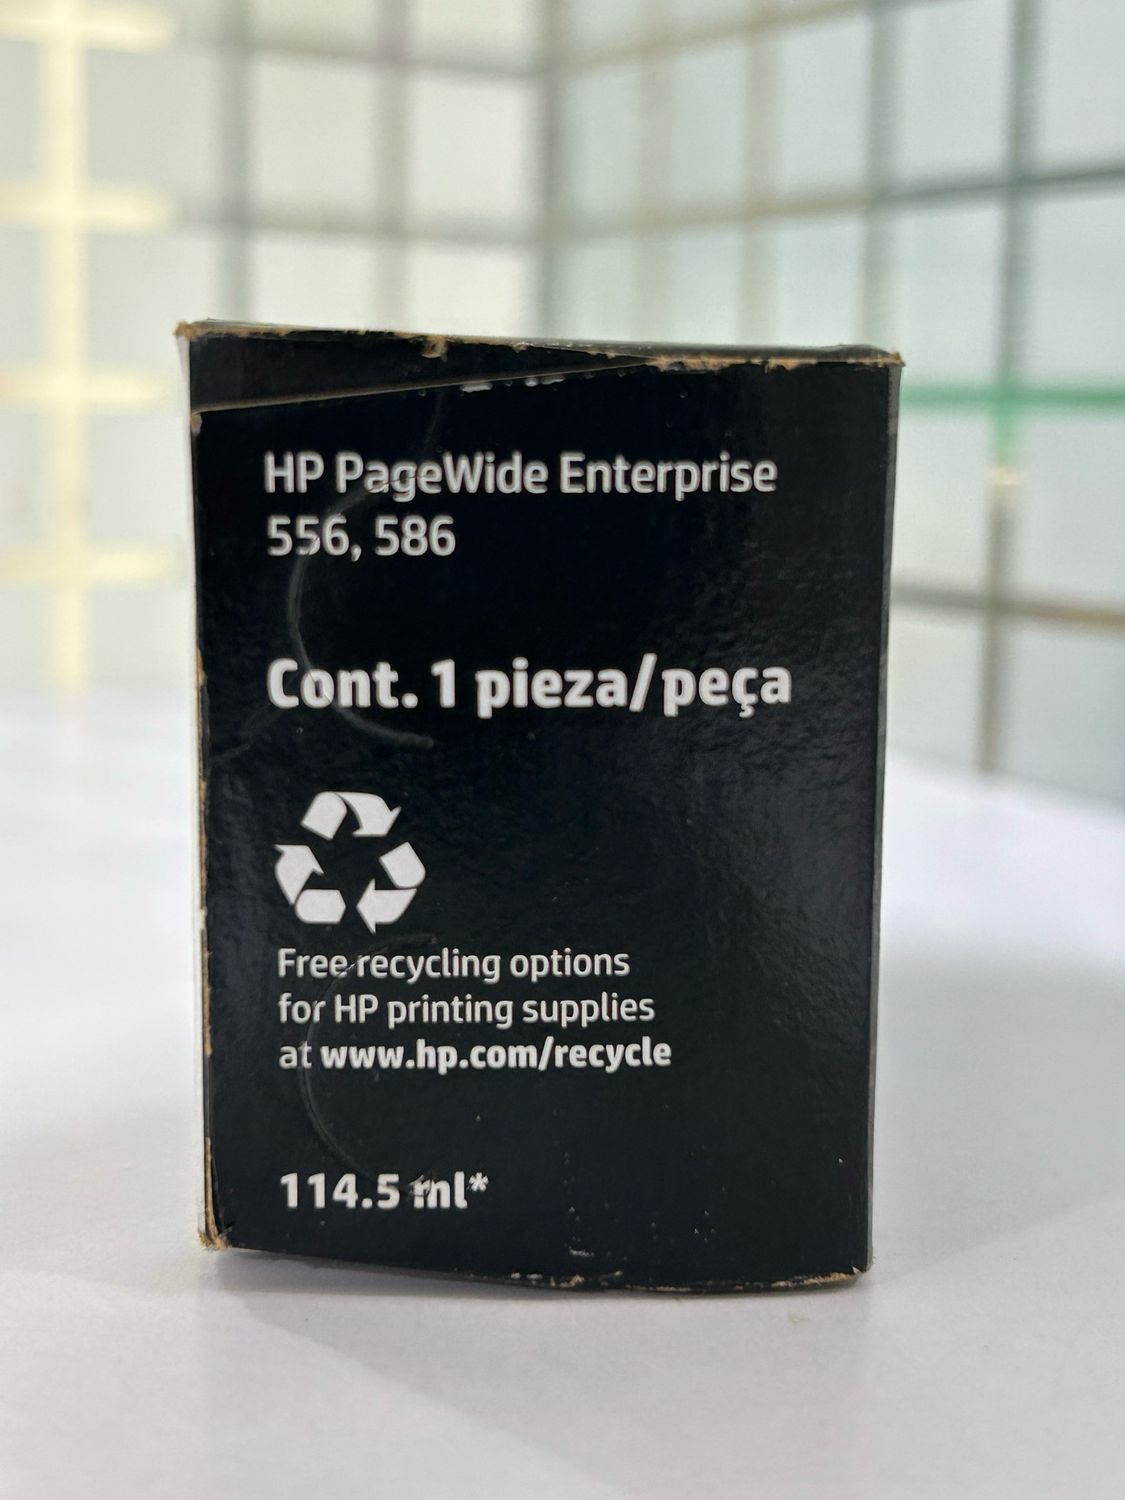 HP PageWide Enterprise
556, 586
Cont. 1 pieza/peça
Free recycling options
for HP printing supplies
at www.hp.com/recycle
114.5 ml*